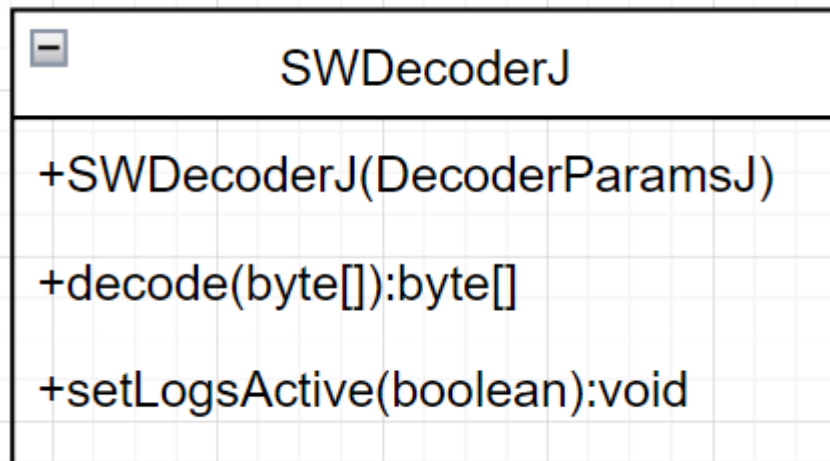 SWDecoderJ
+SWDecoderJ(DecoderParamsJ)
+decode(byte[]):byte[]
+setLogsActive(boolean):void